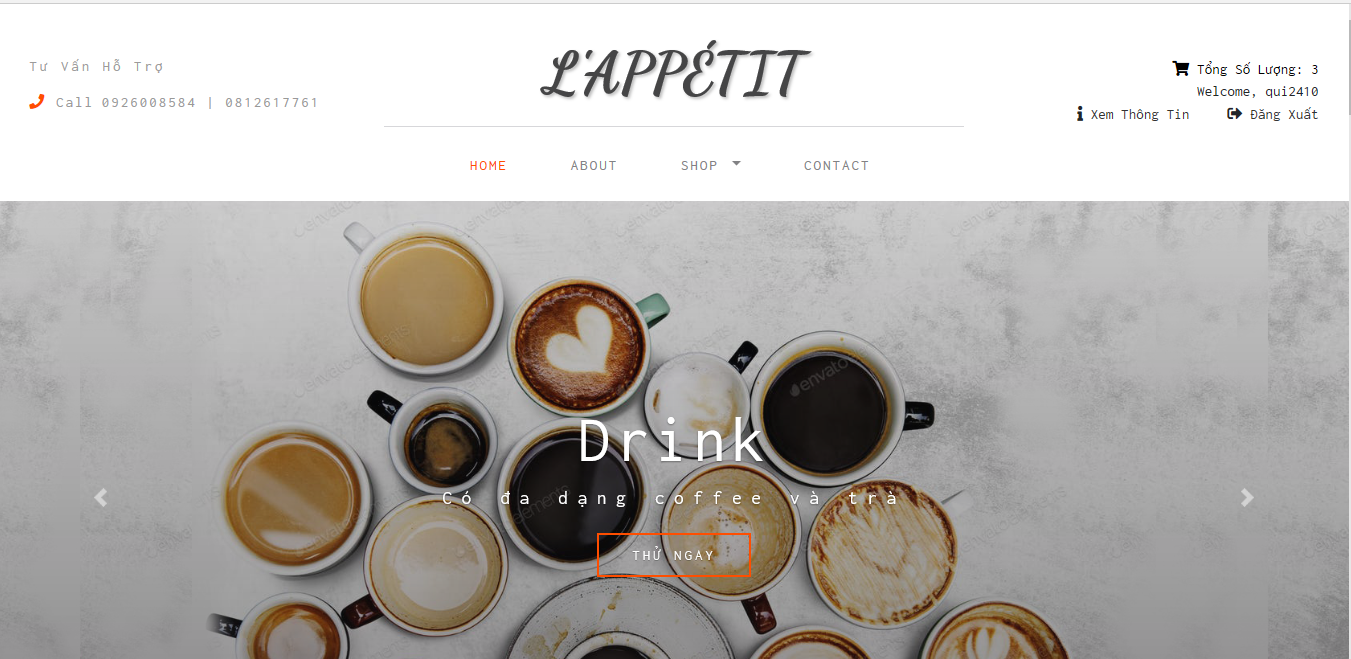 Tư Vấn Hỗ Trợ
Call 0926008584 | 0812617761
L'APPÉTIT
Tổng Số Lượng: 3
Welcome, qui2410
Xem Thông Tin Đăng Xuất
HOME ABOUT SHOP CONTACT
envato
Drink
Có đa dạng coffee và trà
THỬ NGAY